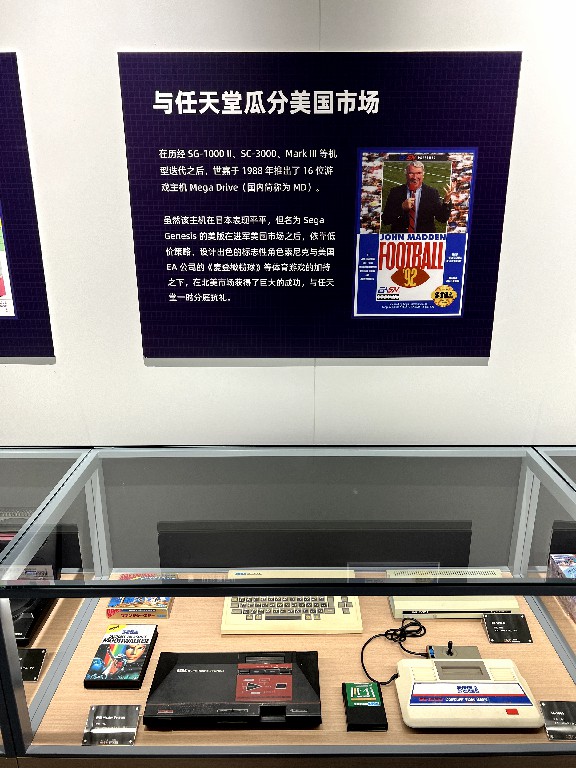 与任天堂瓜分美国市场
在历经 SG-1000 II、SC-3000、Mark III 等机
型迭代之后，世嘉于 1988 年推出了 16 位游
戏主机 Mega Drive（国内简称为 MD）。
虽然该主机在日本表现平平，但名为 Sega
Genesis 的美版在进军美国市场之后，依靠低
价策略、设计出色的标志性角色索尼克与美国
EA 公司的《麦登橄榄球》等体育游戏的加持
之下，在北美市场获得了巨大的成功，与任天
堂一时分庭抗礼。
JOHN MADDEN
FOOTBALL
'92
MOONWALKER